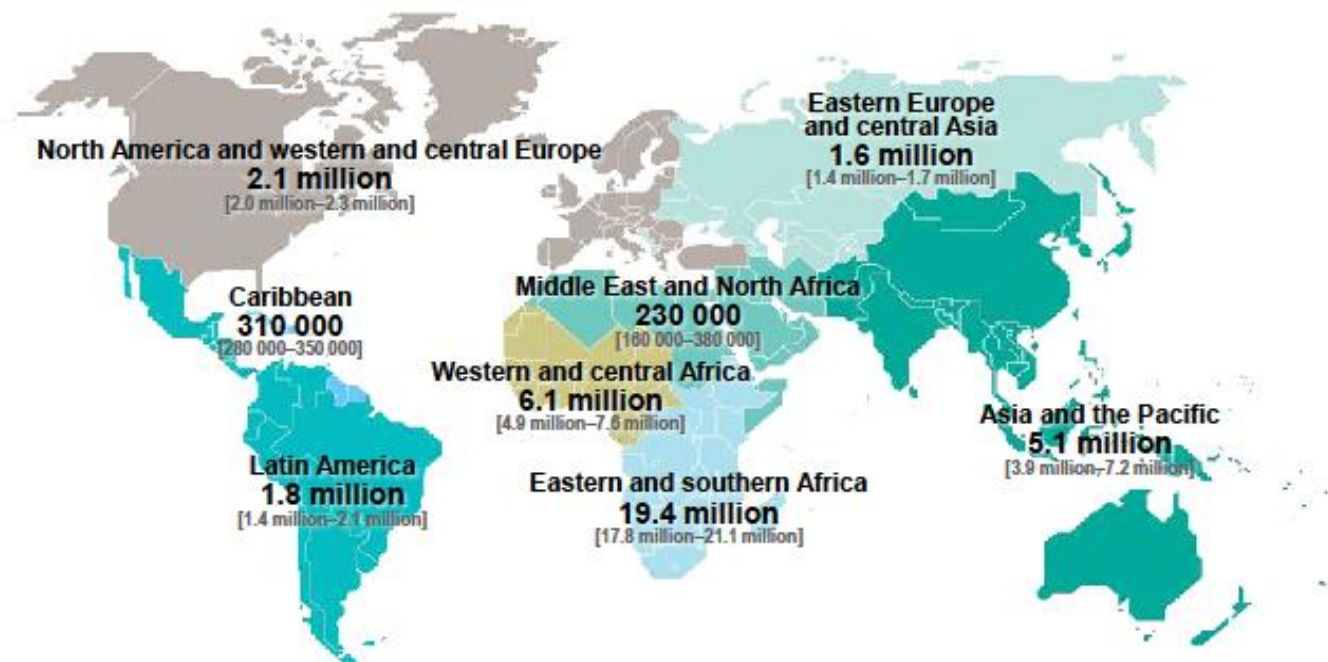 Eastern Europe
and central Asia
1.6 million
[1.4 million–1.7 million]
North America and western and central Europe
2.1 million
[2.0 million–2.3 million]
Middle East and North Africa
230 000
[160 000–380 000]
Caribbean
310 000
[280 000–350 000]
Western and central Africa
6.1 million
[4.9 million–7.6 million]
Asia and the Pacific
5.1 million
[3.9 million–7.2 million]
Latin America
1.8 million
[1.4 million–2.1 million]
Eastern and southern Africa
19.4 million
[17.8 million–21.1 million]